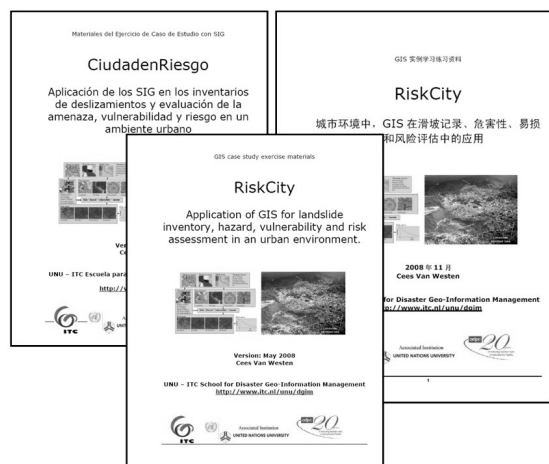 Materiales del Ejercicio de Caso de Estudio con SIG
CiudadenRiesgo
Aplicación de los SIG en los inventarios
de deslizamientos y evaluación de la
amenaza, vulnerabilidad y riesgo en un
ambiente urbano
UNU – ITC Escuela para
http://
ITC
GIS 实例学习练习资料
RiskCity
城市环境中，GIS 在滑坡记录、危害性、易损
和风险评估中的应用
2008 年 11 月
Cees Van Westen
for Disaster Geo-Information Management
http://www.itc.nl/unu/dgim
Associated Institution
UNITED NATIONS UNIVERSITY
20
1
GIS case study exercise materials
RiskCity
Application of GIS for landslide
inventory, hazard, vulnerability and risk
assessment in an urban environment.
Version: May 2008
Cees Van Westen
UNU – ITC School for Disaster Geo-Information Management
http://www.itc.nl/unu/dgim
ITC
Associated Institution
UNITED NATIONS UNIVERSITY
20